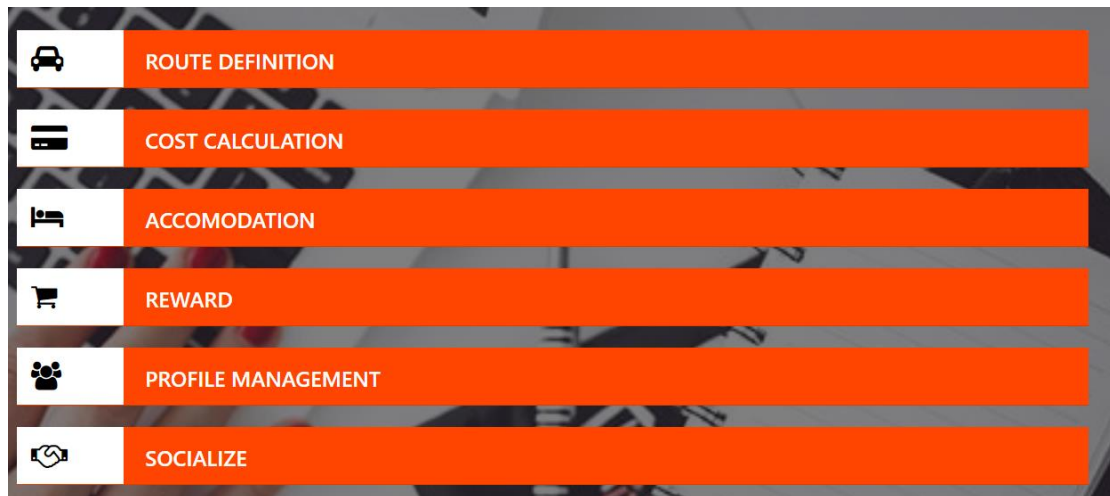 ROUTE DEFINITION
COST CALCULATION
ACCOMODATION
REWARD
PROFILE MANAGEMENT
SOCIALIZE